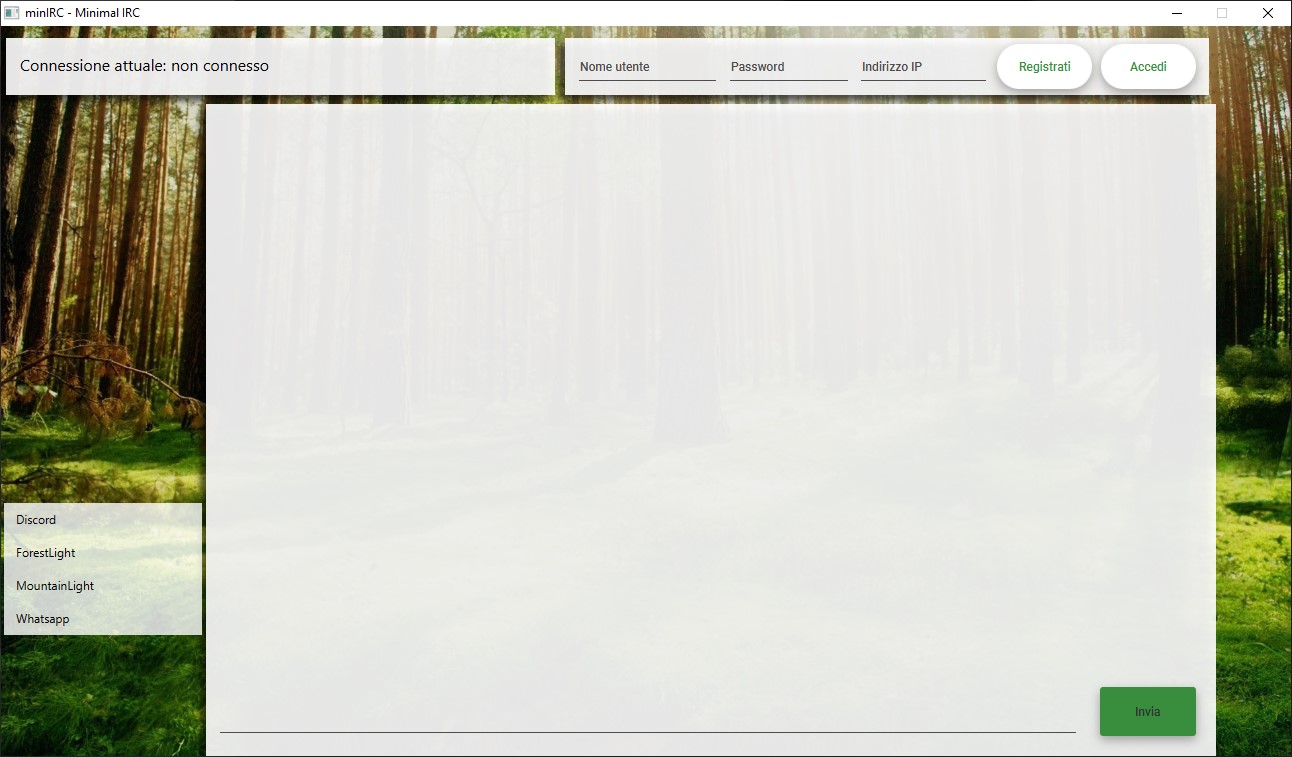 minIRC - Minimal IRC
Connessione attuale: non connesso
Nome utente
Password
Indirizzo IP
Registrati
Accedi
Discord
ForestLight
MountainLight
Whatsapp
Invia